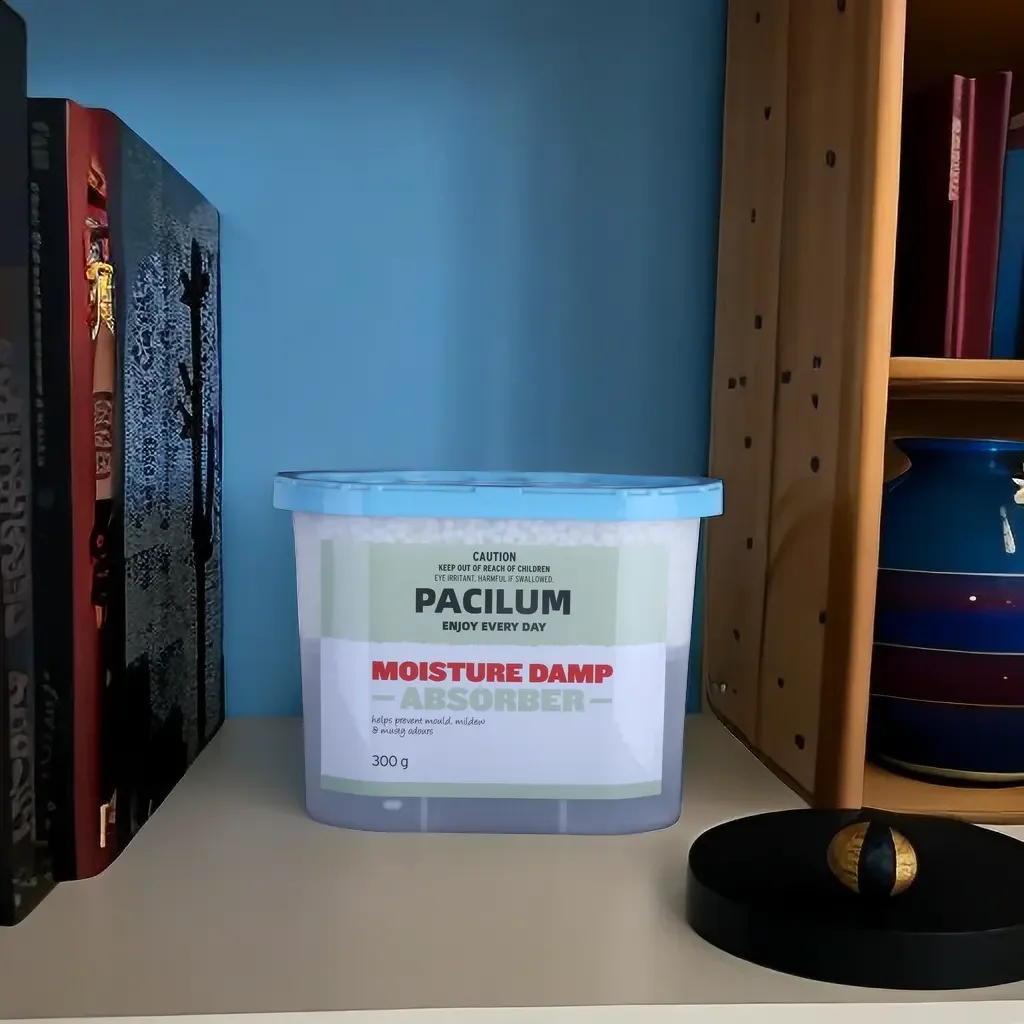 CAUTION
KEEP OUT OF REACH OF CHILDREN
EYE IRRITANT. HARMFUL IF SWALLOWED.
PACILUM
ENJOY EVERY DAY
MOISTURE DAMP
ABSORBER
helps prevent mould, mildew
& musty odours
300 g